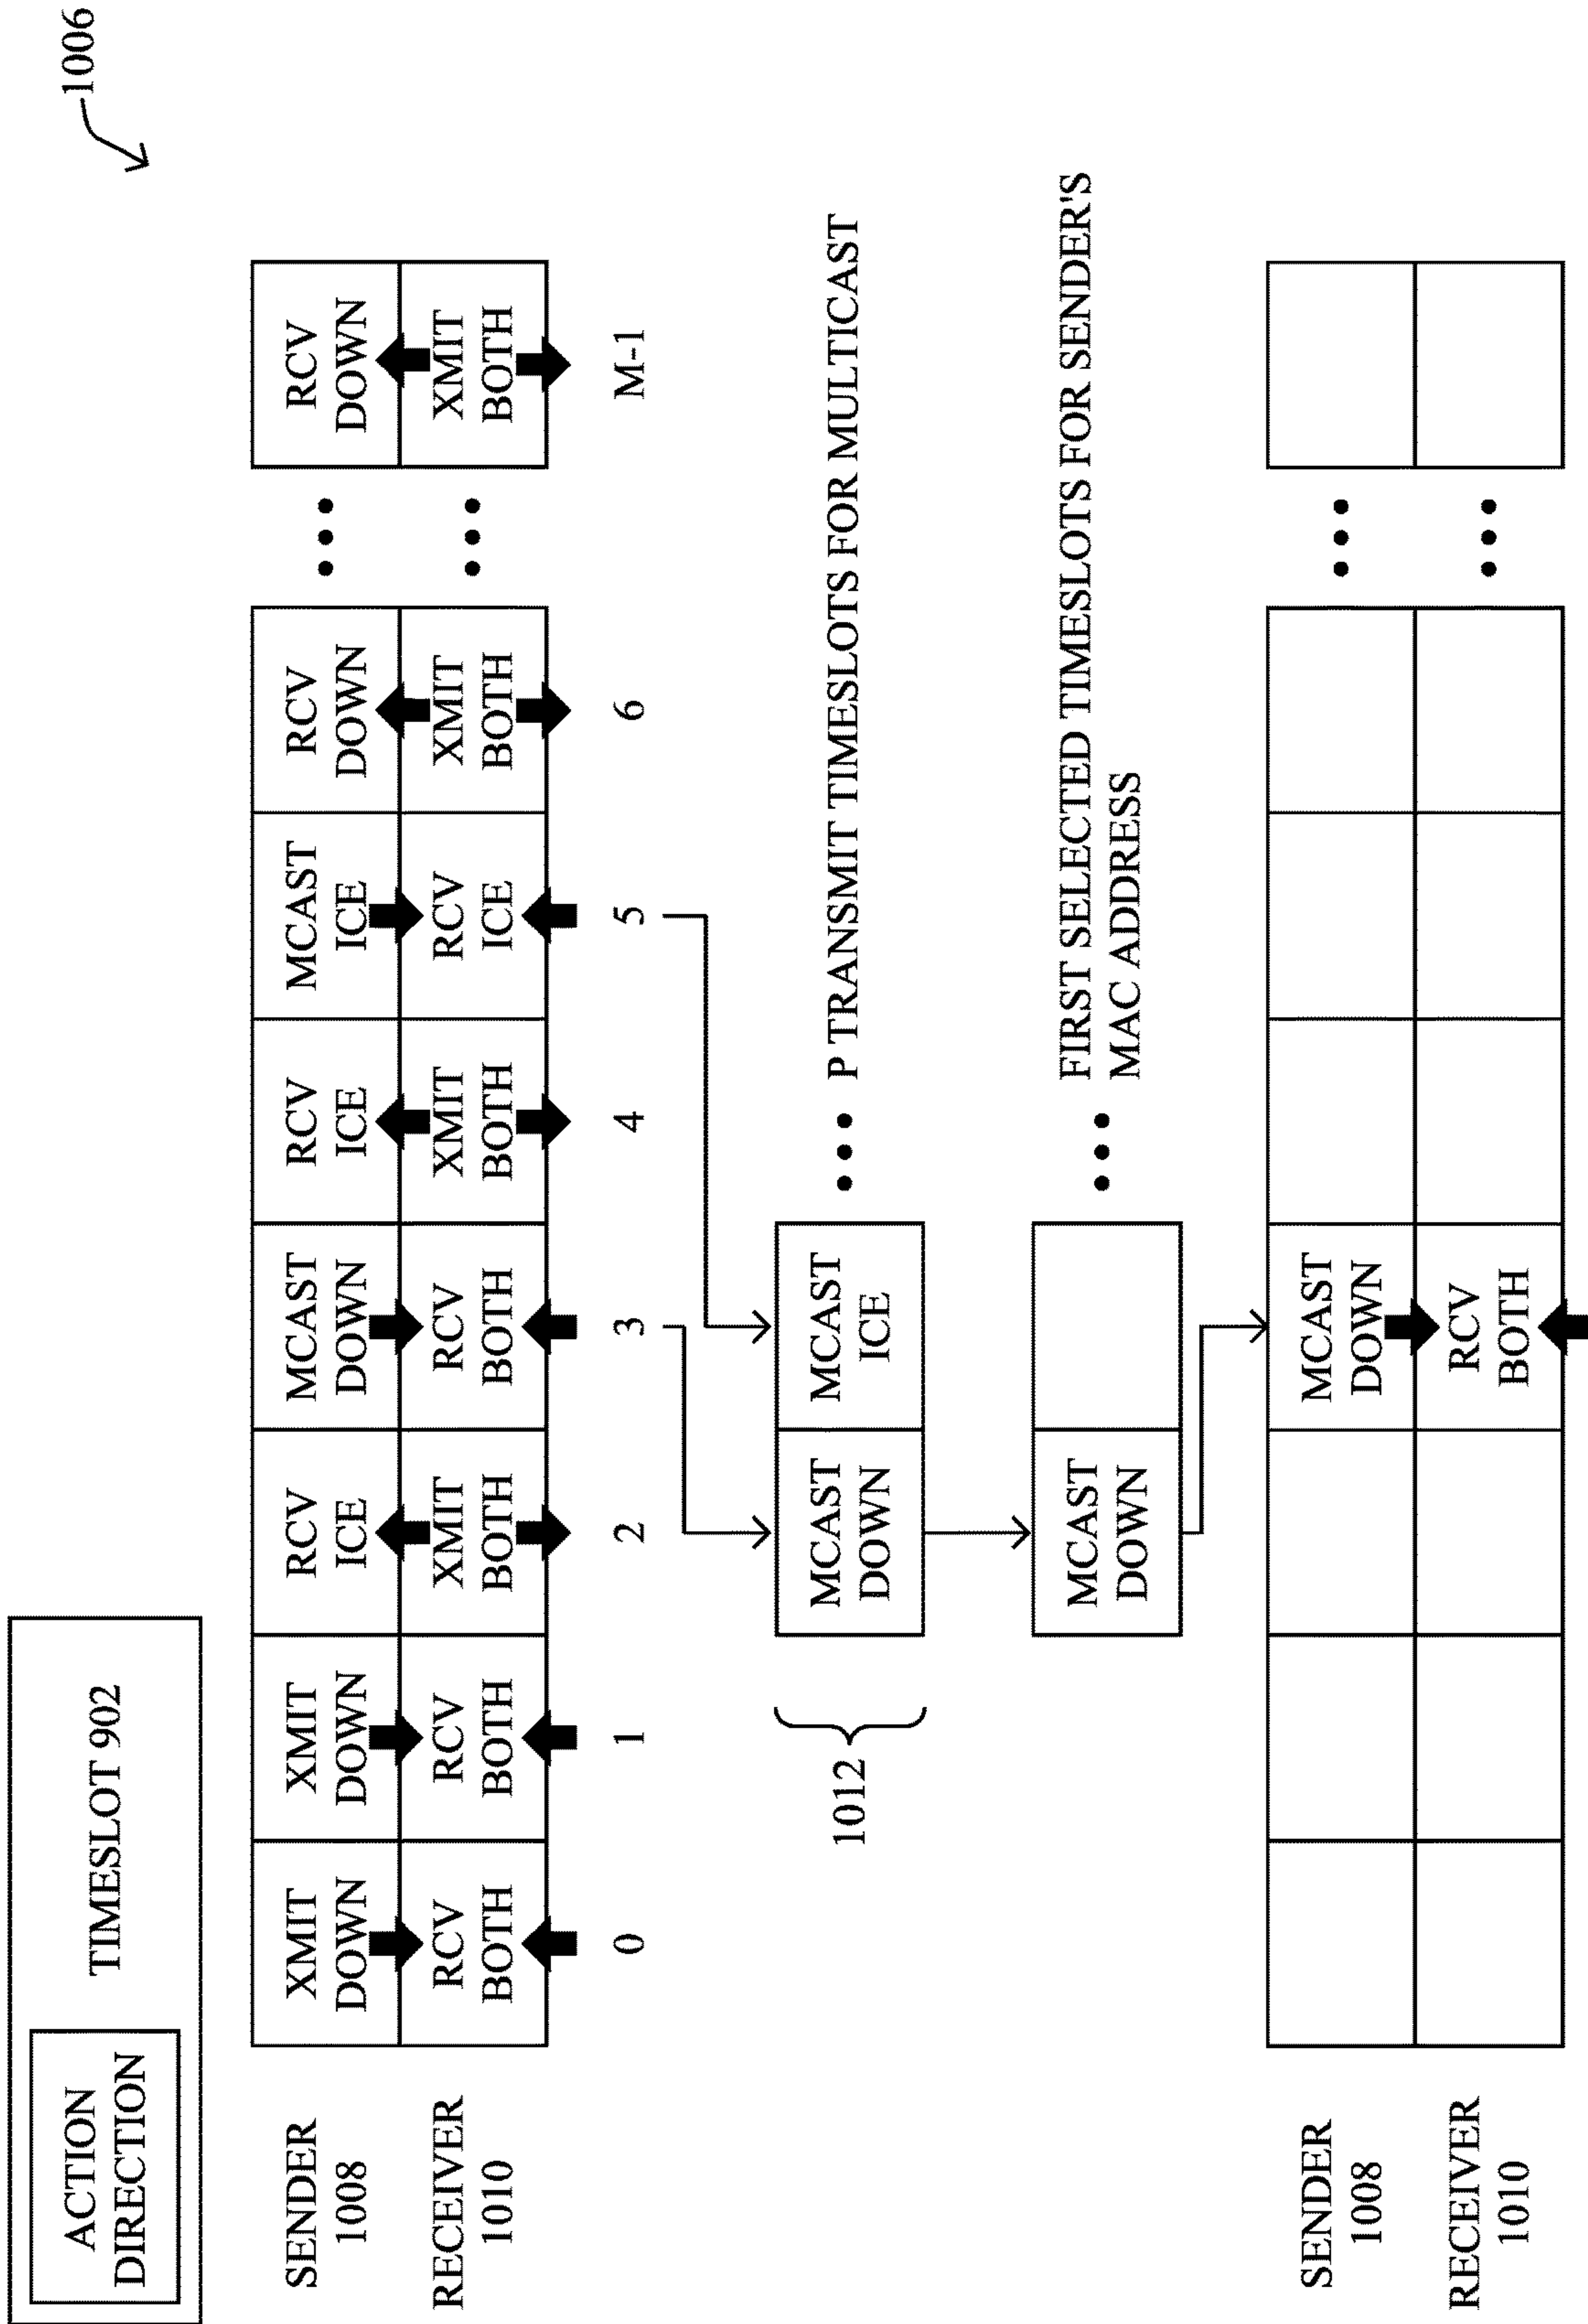 1006
ACTION
DIRECTION
TIMESLOT 902
SENDER
1008
XMIT
DOWN
XMIT
DOWN
RCV
ICE
MCAST
DOWN
RCV
ICE
MCAST
ICE
RCV
DOWN
RCV
DOWN
RECEIVER
1010
RCV
BOTH
RCV
BOTH
XMIT
BOTH
RCV
BOTH
XMIT
BOTH
RCV
ICE
XMIT
BOTH
XMIT
BOTH
0
1
2
3
4
5
6
M-1
1012
MCAST
DOWN
MCAST
ICE
P TRANSMIT TIMESLOTS FOR MULTICAST
MCAST
DOWN
FIRST SELECTED TIMESLOTS FOR SENDER'S
MAC ADDRESS
SENDER
1008
MCAST
DOWN
RECEIVER
1010
RCV
BOTH